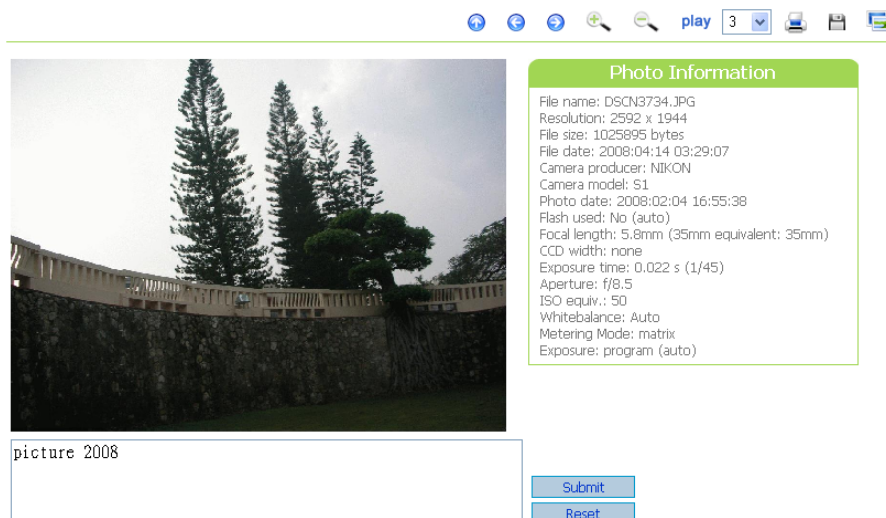 play 3
Photo Information
File name: DSCN3734.JPG
Resolution: 2592 x 1944
File size: 1025895 bytes
File date: 2008:04:14 03:29:07
Camera producer: NIKON
Camera model: S1
Photo date: 2008:02:04 16:55:38
Flash used: No (auto)
Focal length: 5.8mm (35mm equivalent: 35mm)
CCD width: none
Exposure time: 0.022 s (1/45)
Aperture: f/8.5
ISO equiv.: 50
Whitebalance: Auto
Metering Mode: matrix
Exposure: program (auto)
picture 2008
Submit
Reset